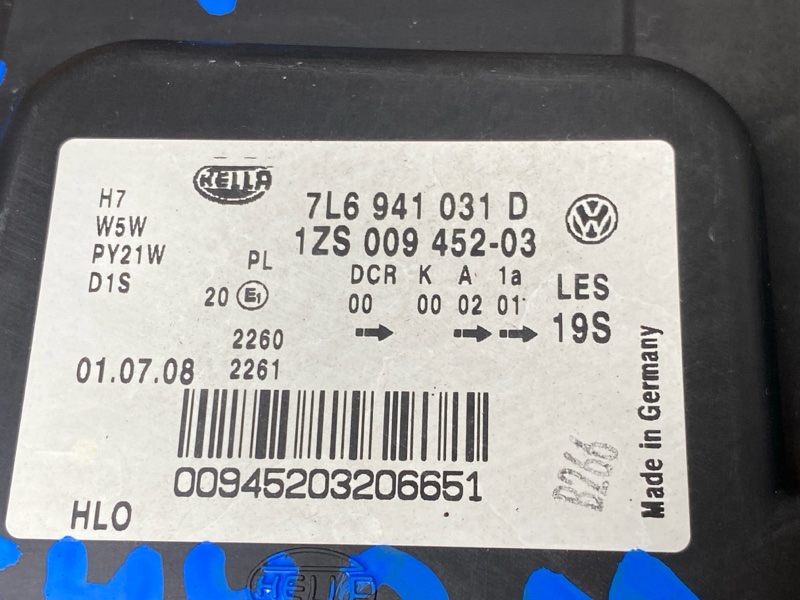 HELLA
7L6 941 031 D
1ZS 009 452-03
H7
W5W
PY21W
D1S
PL
20 E1
DCR K A 1a
00 00 02 01
LES
19S
2260
2261
01.07.08
00945203206651
HLO
B266
Made in Germany
HELLA